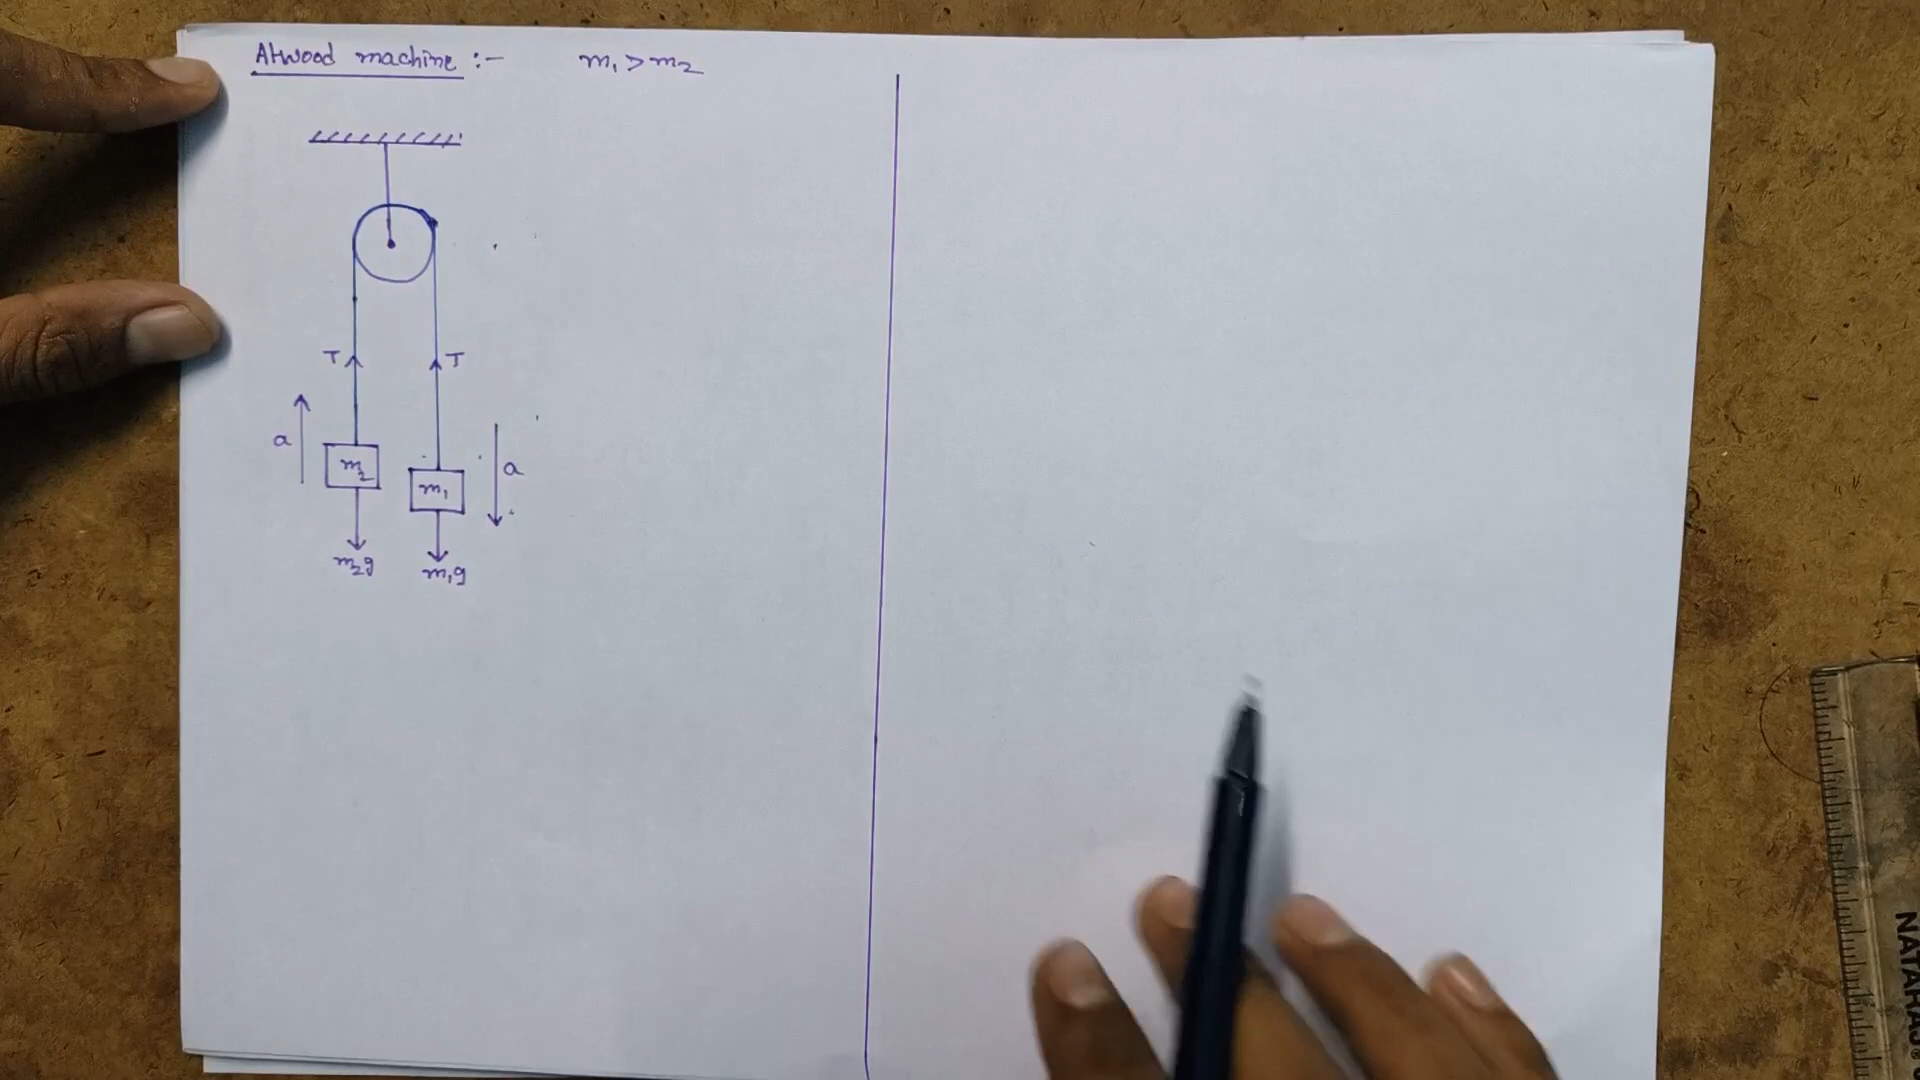 Atwood machine :- m₁ > m₂
T T
a a
m₂ m₁
m₂g m₁g
NATARAJ